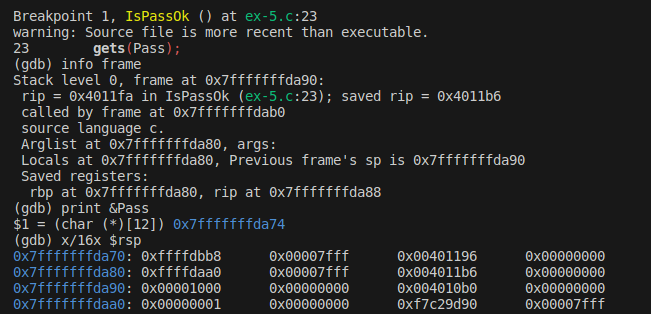 Breakpoint 1, IsPassOk () at ex-5.c:23
warning: Source file is more recent than executable.
23 gets(Pass);
(gdb) info frame
Stack level 0, frame at 0x7fffffffda90:
rip = 0x4011fa in IsPassOk (ex-5.c:23); saved rip = 0x4011b6
called by frame at 0x7fffffffdab0
source language c.
Arglist at 0x7fffffffda80, args:
Locals at 0x7fffffffda80, Previous frame's sp is 0x7fffffffda90
Saved registers:
rbp at 0x7fffffffda80, rip at 0x7fffffffda88
(gdb) print &Pass
$1 = (char (*)[12]) 0x7fffffffda74
(gdb) x/16x $rsp
0x7fffffffda70: 0xffffdbb8 0x00007fff 0x00401196 0x00000000
0x7fffffffda80: 0xffffdaa0 0x00007fff 0x004011b6 0x00000000
0x7fffffffda90: 0x00001000 0x00000000 0x004010b0 0x00000000
0x7fffffffdaa0: 0x00000001 0x00000000 0xf7c29d90 0x00007fff